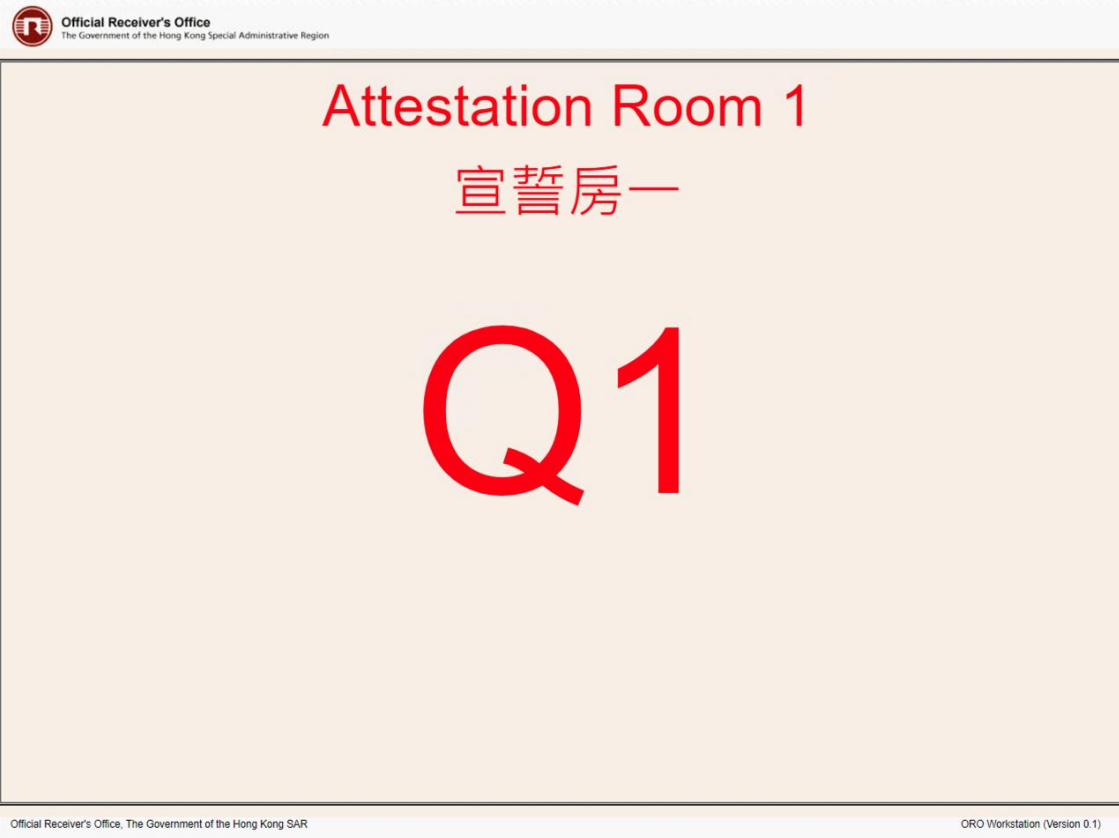 Official Receiver's Office
The Government of the Hong Kong Special Administrative Region
Attestation Room 1
宣誓房一
Q1
Official Receiver's Office, The Government of the Hong Kong SAR
ORO Workstation (Version 0.1)